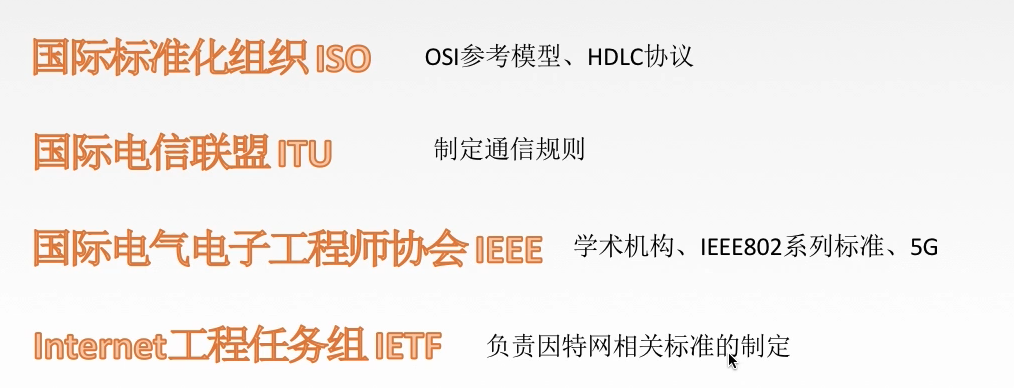 国际标准化组织 ISO OSI参考模型、HDLC协议
国际电信联盟 ITU 制定通信规则
国际电气电子工程师协会 IEEE 学术机构、IEEE802系列标准、5G
Internet工程任务组 IETF 负责因特网相关标准的制定